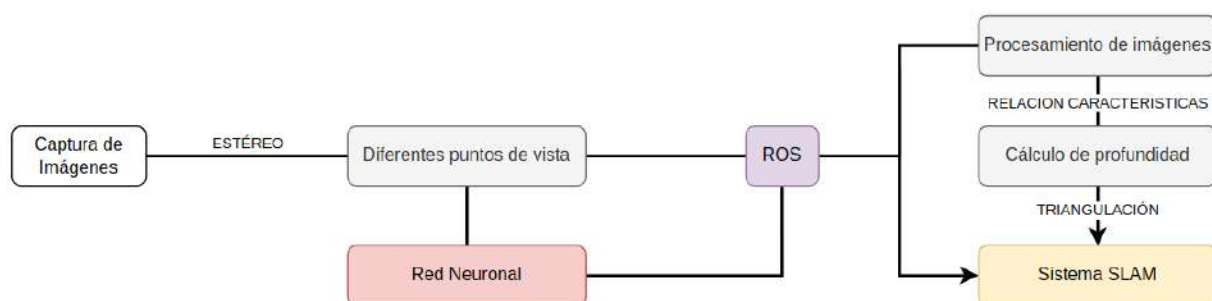 Procesamiento de imágenes
RELACION CARACTERISTICAS
Captura de
Imágenes
ESTÉREO
Diferentes puntos de vista
ROS
Cálculo de profundidad
TRIANGULACIÓN
Red Neuronal
Sistema SLAM